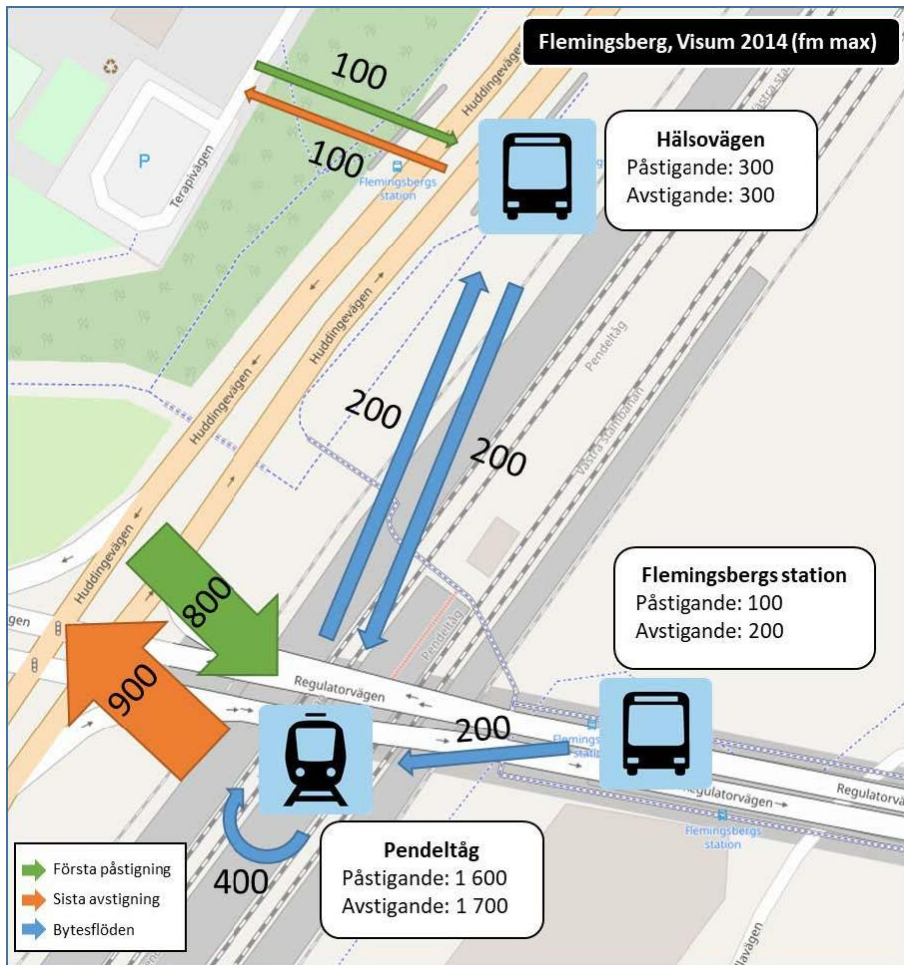 Flemingsberg, Visum 2014 (fm max)
100
100
Huddingevägen
Västra
Terapivägen
P
Flemingsbergs
station
Hälsovägen
Påstigande: 300
Avstigande: 300
Huddingevägen
Huddingevägen
Pendeltåg
Västra stambanan
200
200
Huddingevägen
800
900
Pendeltåg
Regulatorvägen
Flemingsbergs station
Påstigande: 100
Avstigande: 200
200
Regulatorvägen
Flemingsbergs
station
400
Pendeltåg
Påstigande: 1 600
Avstigande: 1 700
Första påstigning
Sista avstigning
Bytesflöden